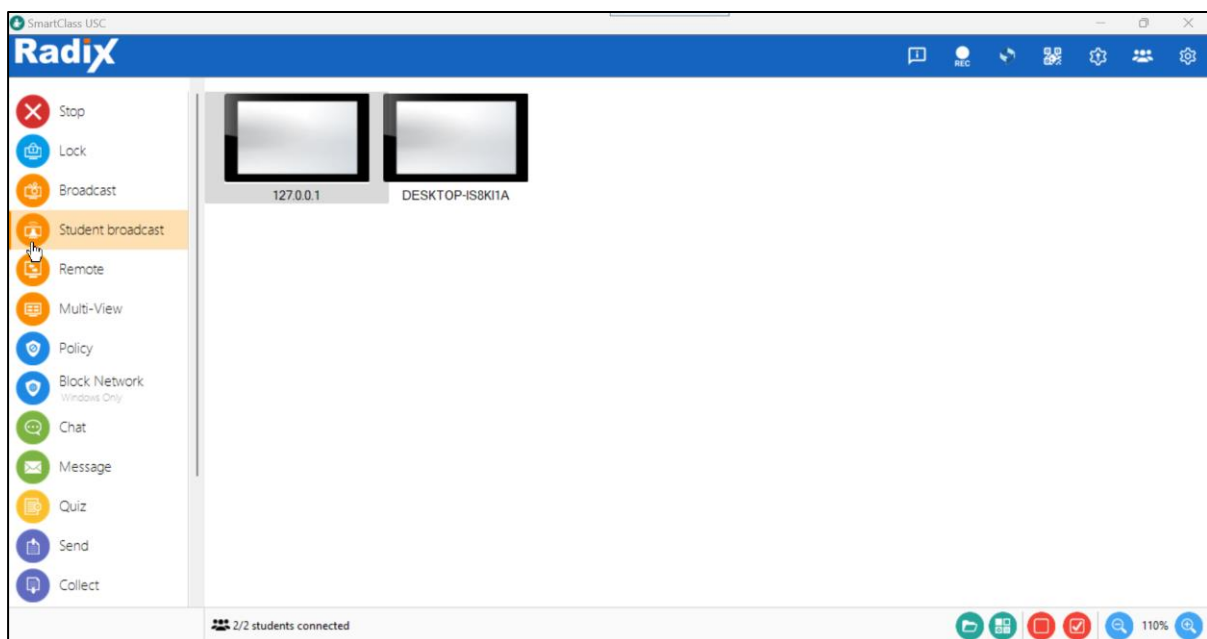 SmartClass USC
Radix
REC
Stop
Lock
Broadcast
Student broadcast
Remote
Multi-View
Policy
Block Network
Windows Only
Chat
Message
Quiz
Send
Collect
127.0.0.1
DESKTOP-IS8KI1A
2/2 students connected
110%